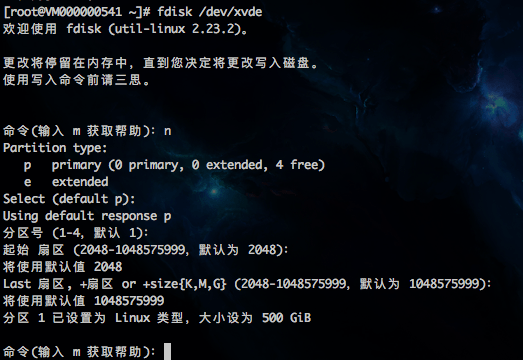 [root@VM000000541 ~]# fdisk /dev/xvde
欢迎使用 fdisk (util-linux 2.23.2)。
更改将停留在内存中，直到您决定将更改写入磁盘。
使用写入命令前请三思。
命令(输入 m 获取帮助)：n
Partition type:
   p   primary (0 primary, 0 extended, 4 free)
   e   extended
Select (default p):
Using default response p
分区号 (1-4，默认 1)：
起始 扇区 (2048-1048575999，默认为 2048)：
将使用默认值 2048
Last 扇区, +扇区 or +size{K,M,G} (2048-1048575999，默认为 1048575999)：
将使用默认值 1048575999
分区 1 已设置为 Linux 类型，大小设为 500 GiB
命令(输入 m 获取帮助)：